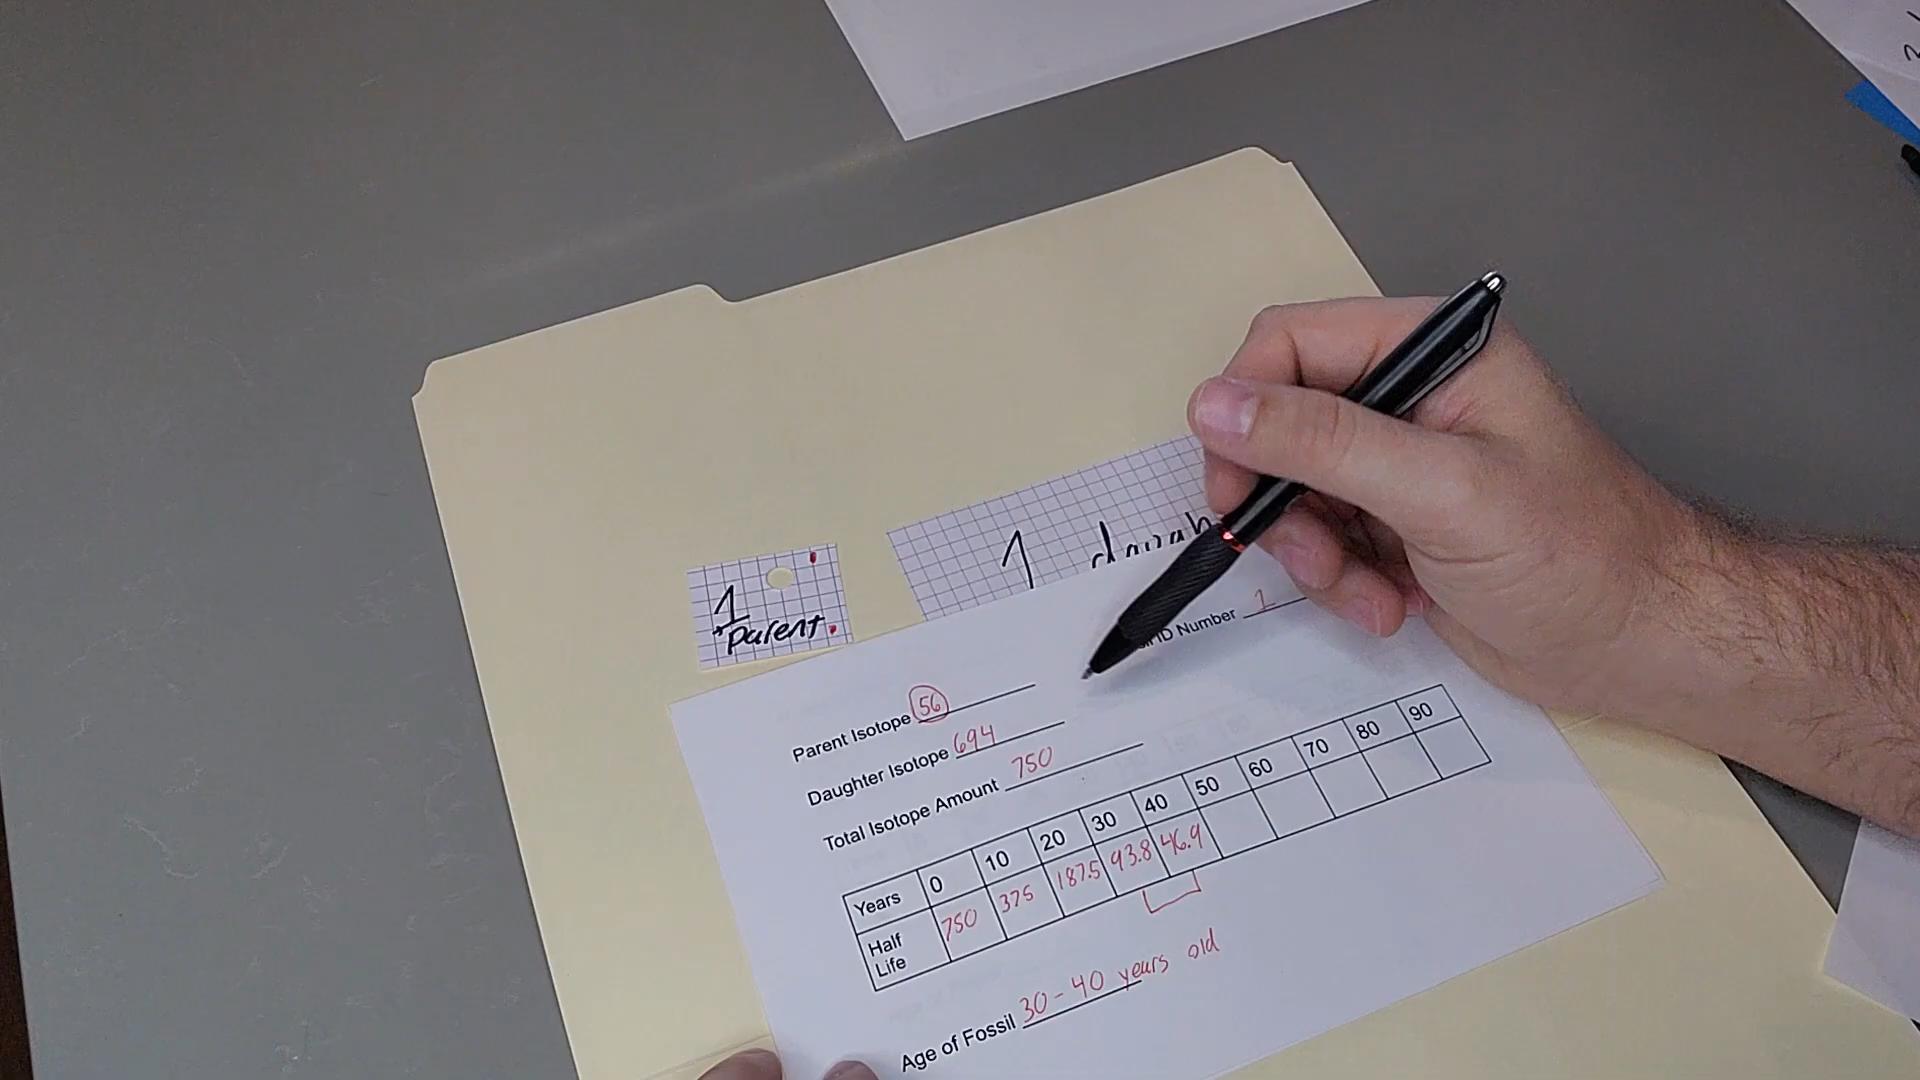 1
parent
1 daugh
ID Number 1
Parent Isotope 56
Daughter Isotope 694
Total Isotope Amount 750
Years 0 10 20 30 40 50 60 70 80 90
Half Life 750 375 187.5 93.8 46.9
Age of Fossil 30-40 years old